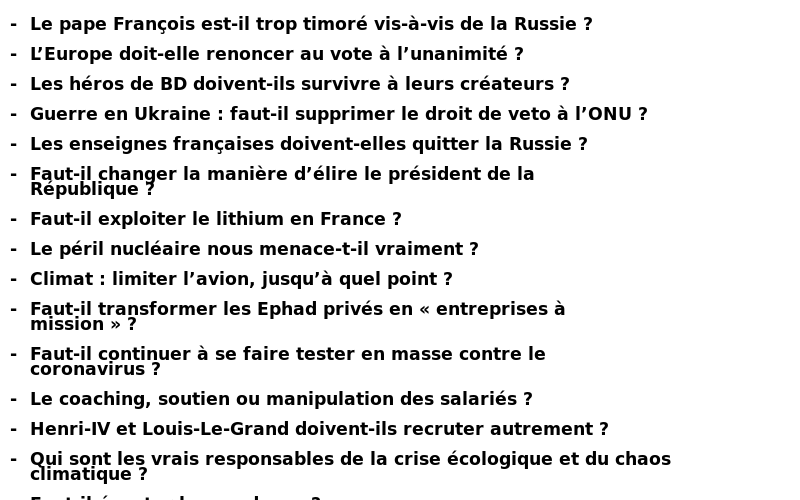 - Le pape François est-il trop timoré vis-à-vis de la Russie ?
- L’Europe doit-elle renoncer au vote à l’unanimité ?
- Les héros de BD doivent-ils survivre à leurs créateurs ?
- Guerre en Ukraine : faut-il supprimer le droit de veto à l’ONU ?
- Les enseignes françaises doivent-elles quitter la Russie ?
- Faut-il changer la manière d’élire le président de la
République ?
- Faut-il exploiter le lithium en France ?
- Le péril nucléaire nous menace-t-il vraiment ?
- Climat : limiter l’avion, jusqu’à quel point ?
- Faut-il transformer les Ephad privés en « entreprises à
mission » ?
- Faut-il continuer à se faire tester en masse contre le
coronavirus ?
- Le coaching, soutien ou manipulation des salariés ?
- Henri-IV et Louis-Le-Grand doivent-ils recruter autrement ?
- Qui sont les vrais responsables de la crise écologique et du chaos
climatique ?